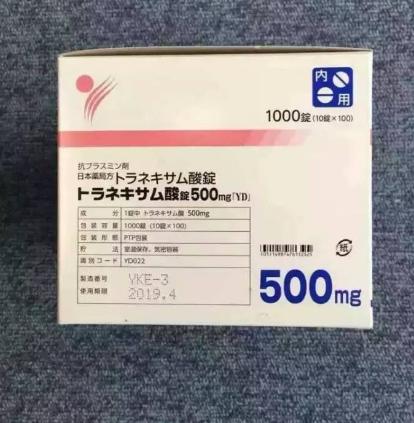 内用
1000錠(10錠×100)
抗プラスミン剤
日本薬局方トラネキサム酸錠
トラネキサム酸錠500mg「YD」
成分 1錠中 トラネキサム酸 500mg
包装容量 1000錠(10錠×100)
包装形態 PTP包装
貯法 室温保存、気密容器
識別コード YD022
製造番号 YKE-3
使用期限 2019.4
紙
500mg